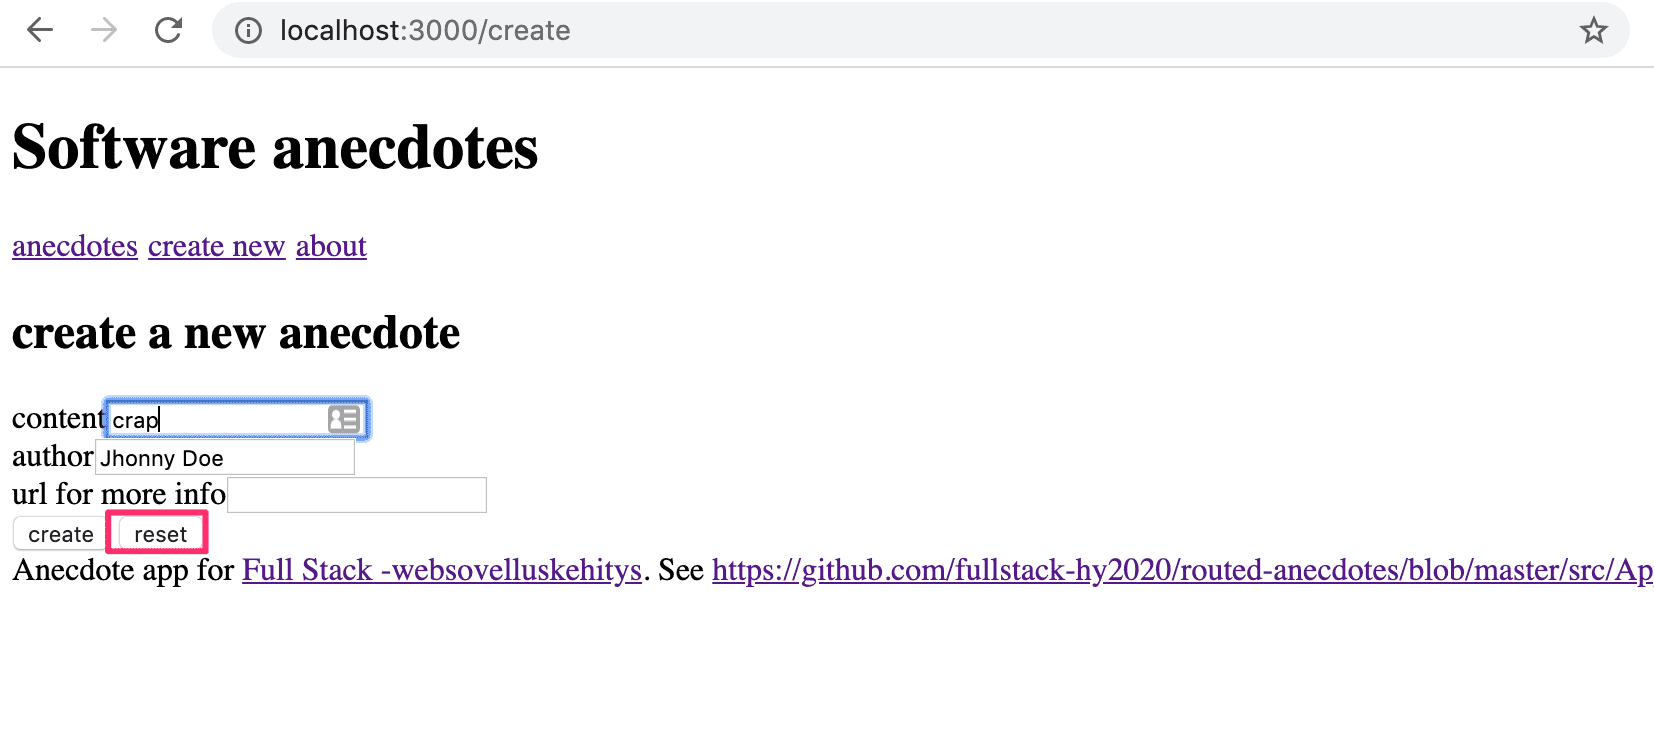 localhost:3000/create
Software anecdotes
anecdotes create new about
create a new anecdote
content crap
author Jhonny Doe
url for more info
create reset
Anecdote app for Full Stack -websovelluskehitys. See https://github.com/fullstack-hy2020/routed-anecdotes/blob/master/src/Ap